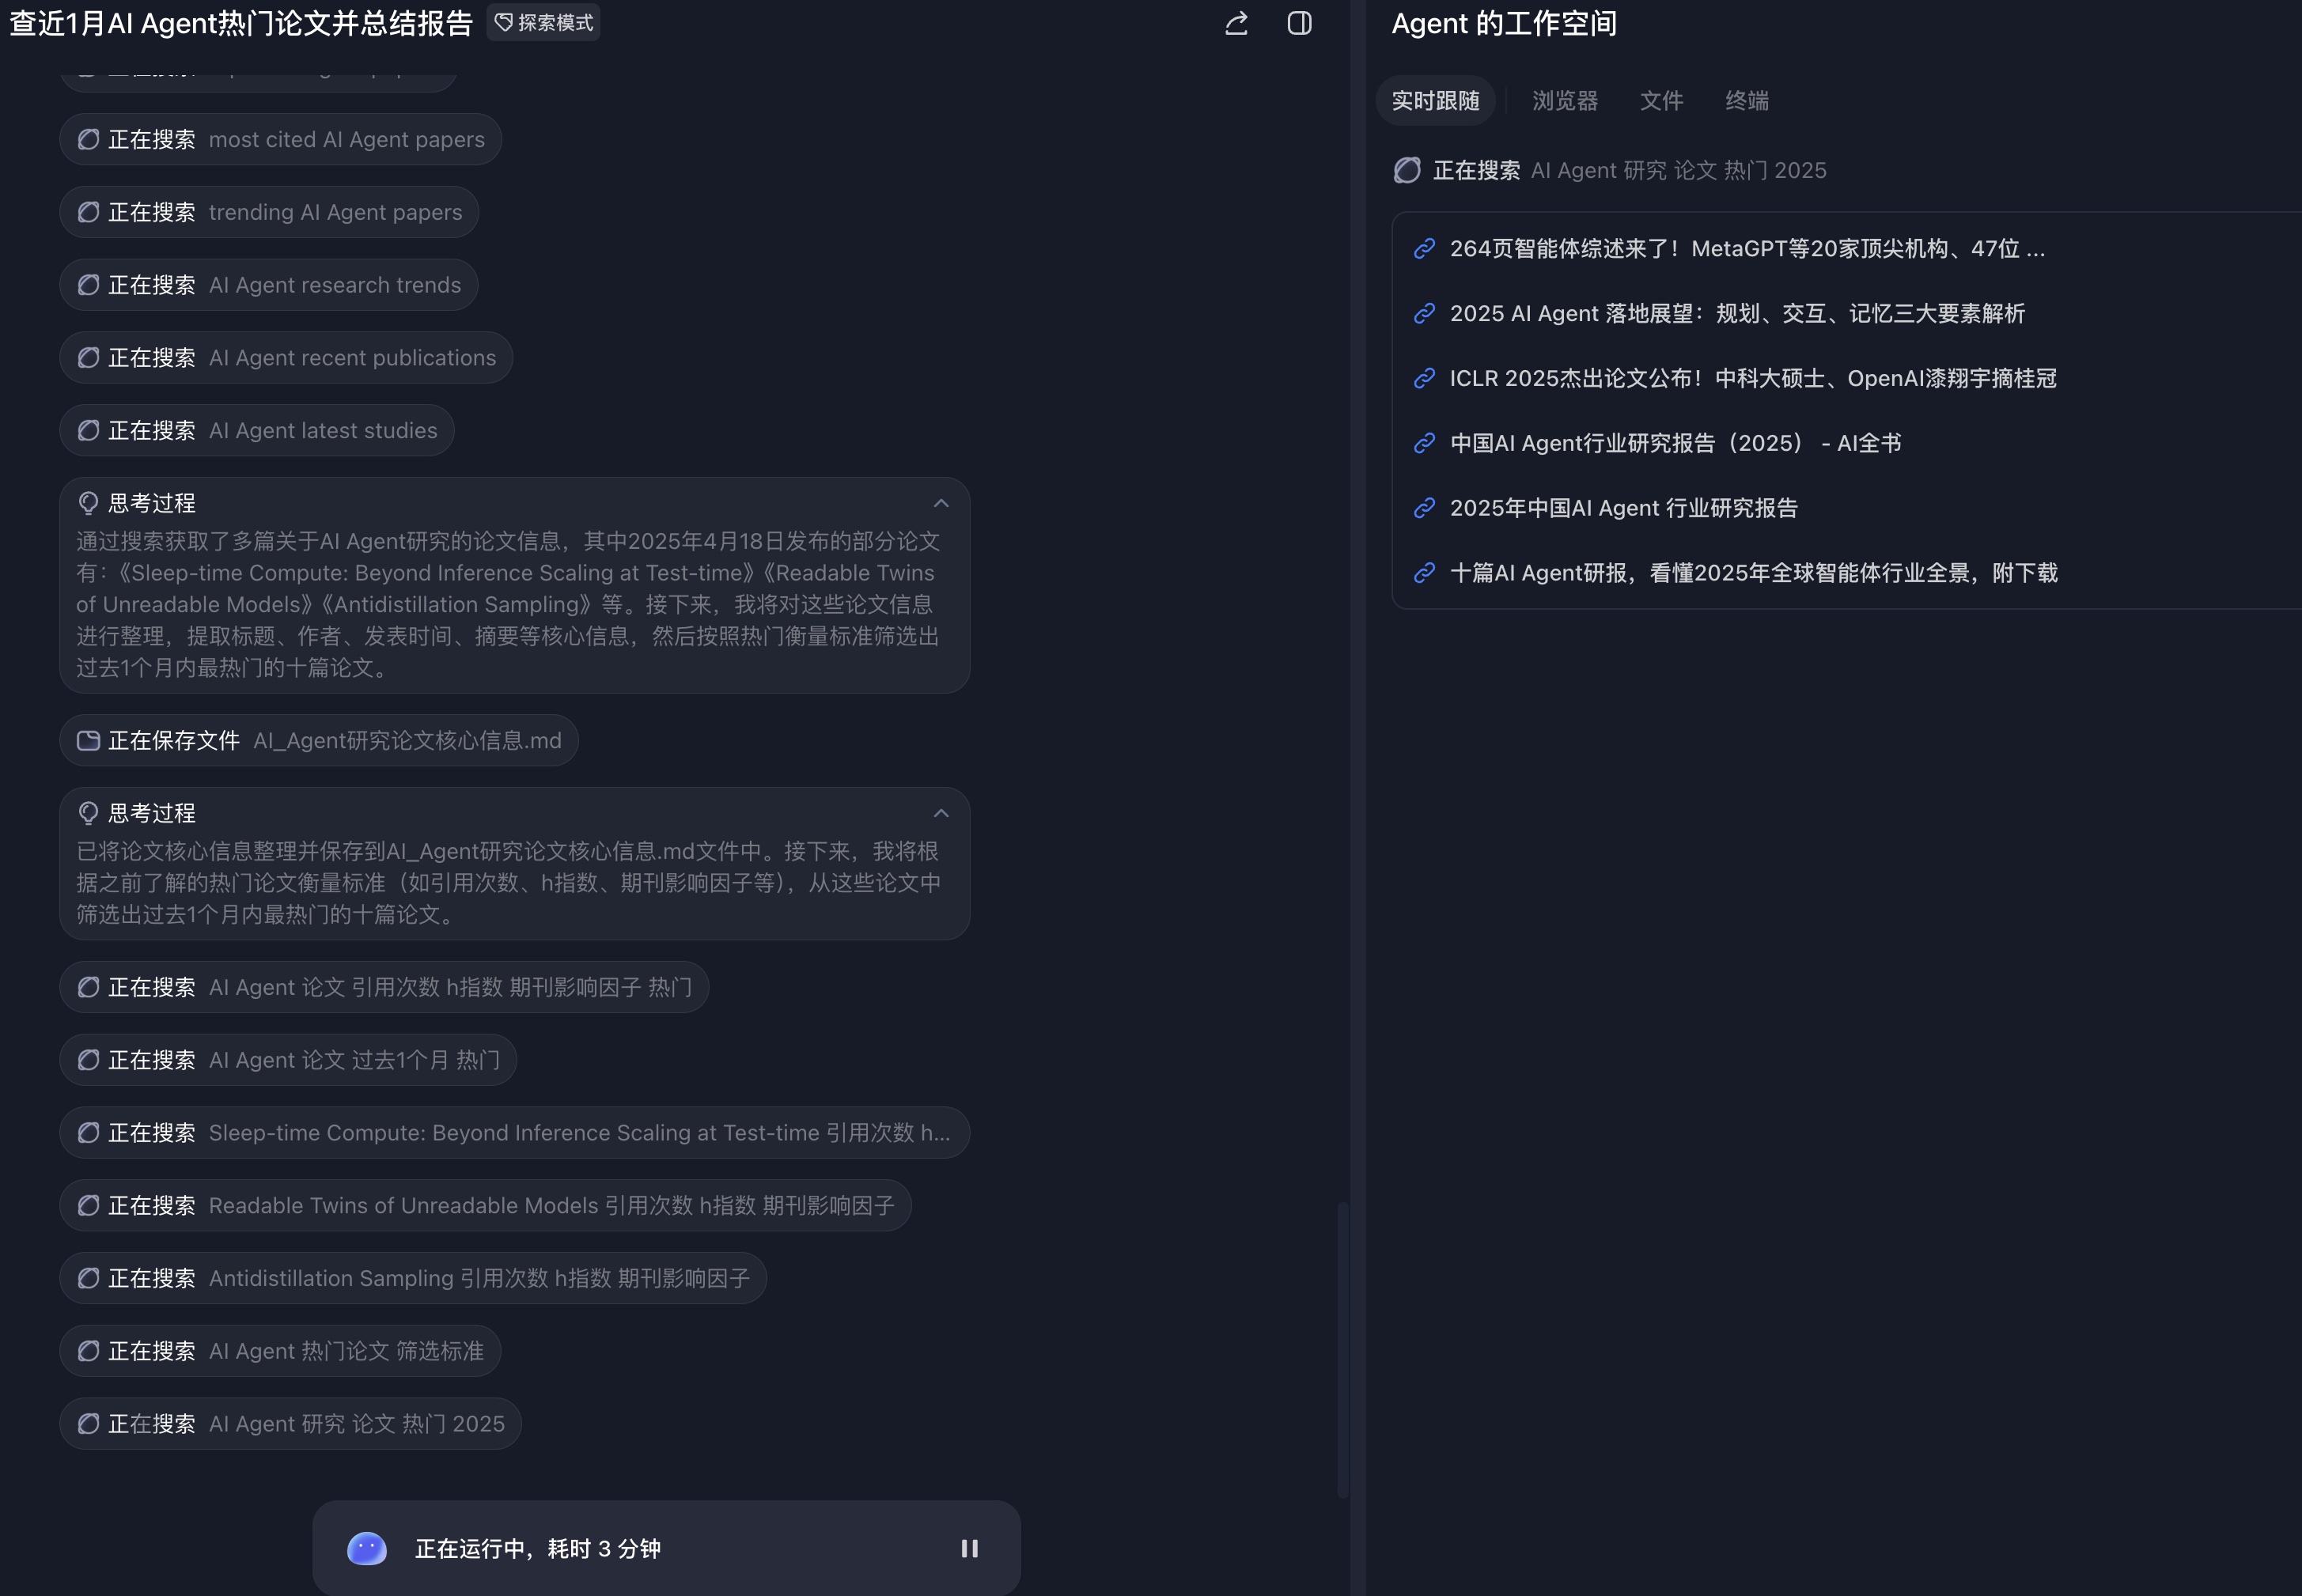 查近1月AI Agent热门论文并总结报告
探索模式
正在搜索 most cited AI Agent papers
正在搜索 trending AI Agent papers
正在搜索 AI Agent research trends
正在搜索 AI Agent recent publications
正在搜索 AI Agent latest studies
思考过程
通过搜索获取了多篇关于AI Agent研究的论文信息，其中2025年4月18日发布的部分论文
有：《Sleep-time Compute: Beyond Inference Scaling at Test-time》《Readable Twins
of Unreadable Models》《Antidistillation Sampling》等。接下来，我将对这些论文信息
进行整理，提取标题、作者、发表时间、摘要等核心信息，然后按照热门衡量标准筛选出
过去1个月内最热门的十篇论文。
正在保存文件 AI_Agent研究论文核心信息.md
思考过程
已将论文核心信息整理并保存到AI_Agent研究论文核心信息.md文件中。接下来，我将根
据之前了解的热门论文衡量标准（如引用次数、h指数、期刊影响因子等），从这些论文中
筛选出过去1个月内最热门的十篇论文。
正在搜索 AI Agent 论文 引用次数 h指数 期刊影响因子 热门
正在搜索 AI Agent 论文 过去1个月 热门
正在搜索 Sleep-time Compute: Beyond Inference Scaling at Test-time 引用次数 h...
正在搜索 Readable Twins of Unreadable Models 引用次数 h指数 期刊影响因子
正在搜索 Antidistillation Sampling 引用次数 h指数 期刊影响因子
正在搜索 AI Agent 热门论文 筛选标准
正在搜索 AI Agent 研究 论文 热门 2025
正在运行中，耗时 3 分钟
Agent 的工作空间
实时跟随 浏览器 文件 终端
正在搜索 AI Agent 研究 论文 热门 2025
264页智能体综述来了！MetaGPT等20家顶尖机构、47位 ...
2025 AI Agent 落地展望：规划、交互、记忆三大要素解析
ICLR 2025杰出论文公布！中科大硕士、OpenAI漆翔宇摘桂冠
中国AI Agent行业研究报告（2025） - AI全书
2025年中国AI Agent 行业研究报告
十篇AI Agent研报，看懂2025年全球智能体行业全景，附下载